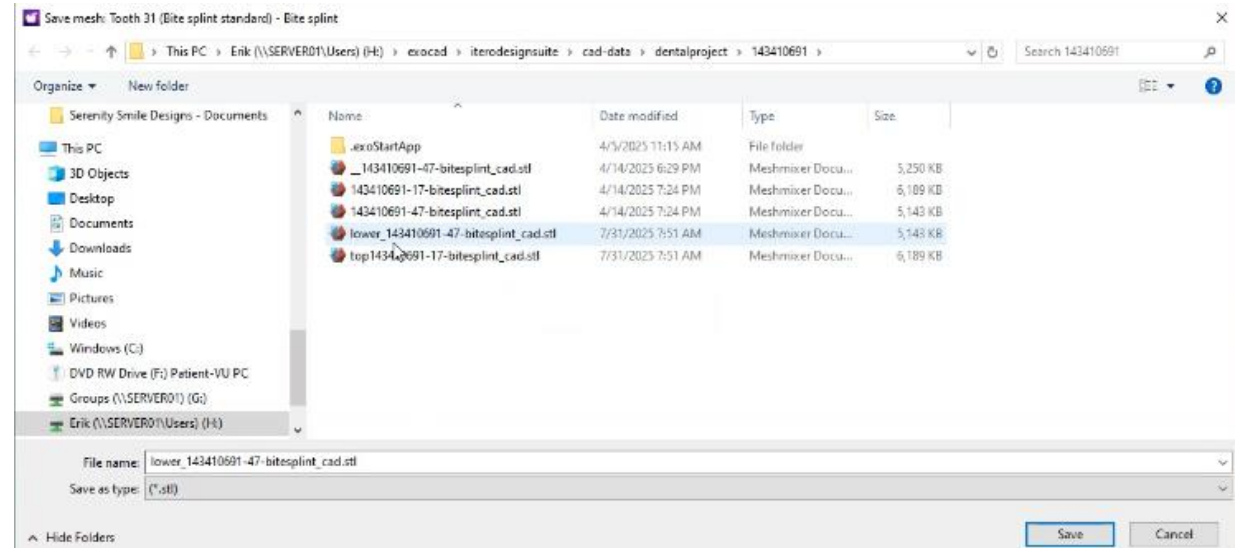 Save mesh: Tooth 31 (Bite splint standard) - Bite splint
This PC > Erik (\\SERVER01\Users) (H:) > exocad > iterodesignsuite > cad-data > dentalproject > 143410691 >
Search 143410691
Organize
New folder
Serenity Smile Designs - Documents
Name
Date modified
Type
Size
This PC
.exoStartApp 4/5/2025 11:15 AM File folder
3D Objects
__143410691-47-bitesplint_cad.stl 4/14/2025 6:29 PM Meshmixer Docu... 5,250 KB
Desktop
143410691-17-bitesplint_cad.stl 4/14/2025 7:24 PM Meshmixer Docu... 6,189 KB
143410691-47-bitesplint_cad.stl 4/14/2025 7:24 PM Meshmixer Docu... 5,143 KB
Documents
lower_143410691-47-bitesplint_cad.stl 7/31/2025 7:51 AM Meshmixer Docu... 5,143 KB
Downloads
top143410691-17-bitesplint_cad.stl 7/31/2025 7:51 AM Meshmixer Docu... 6,189 KB
Music
Pictures
Videos
Windows (C:)
DVD RW Drive (F:) Patient-VU PC
Groups (\\SERVER01) (G:)
Erik (\\SERVER01\Users) (H:)
File name: lower_143410691-47-bitesplint_cad.stl
Save as type: (*.stl)
Hide Folders
Save
Cancel